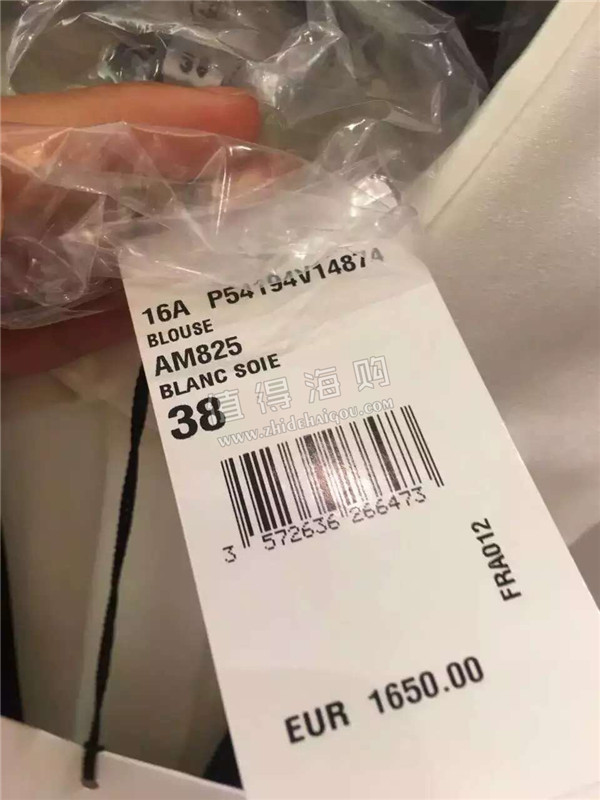 38
16A P54194V14874
BLOUSE
AM825
BLANC SOIE
38
值得海购
www.zhidehaigou.com
3 572636 266473
FRA012
EUR 1650.00